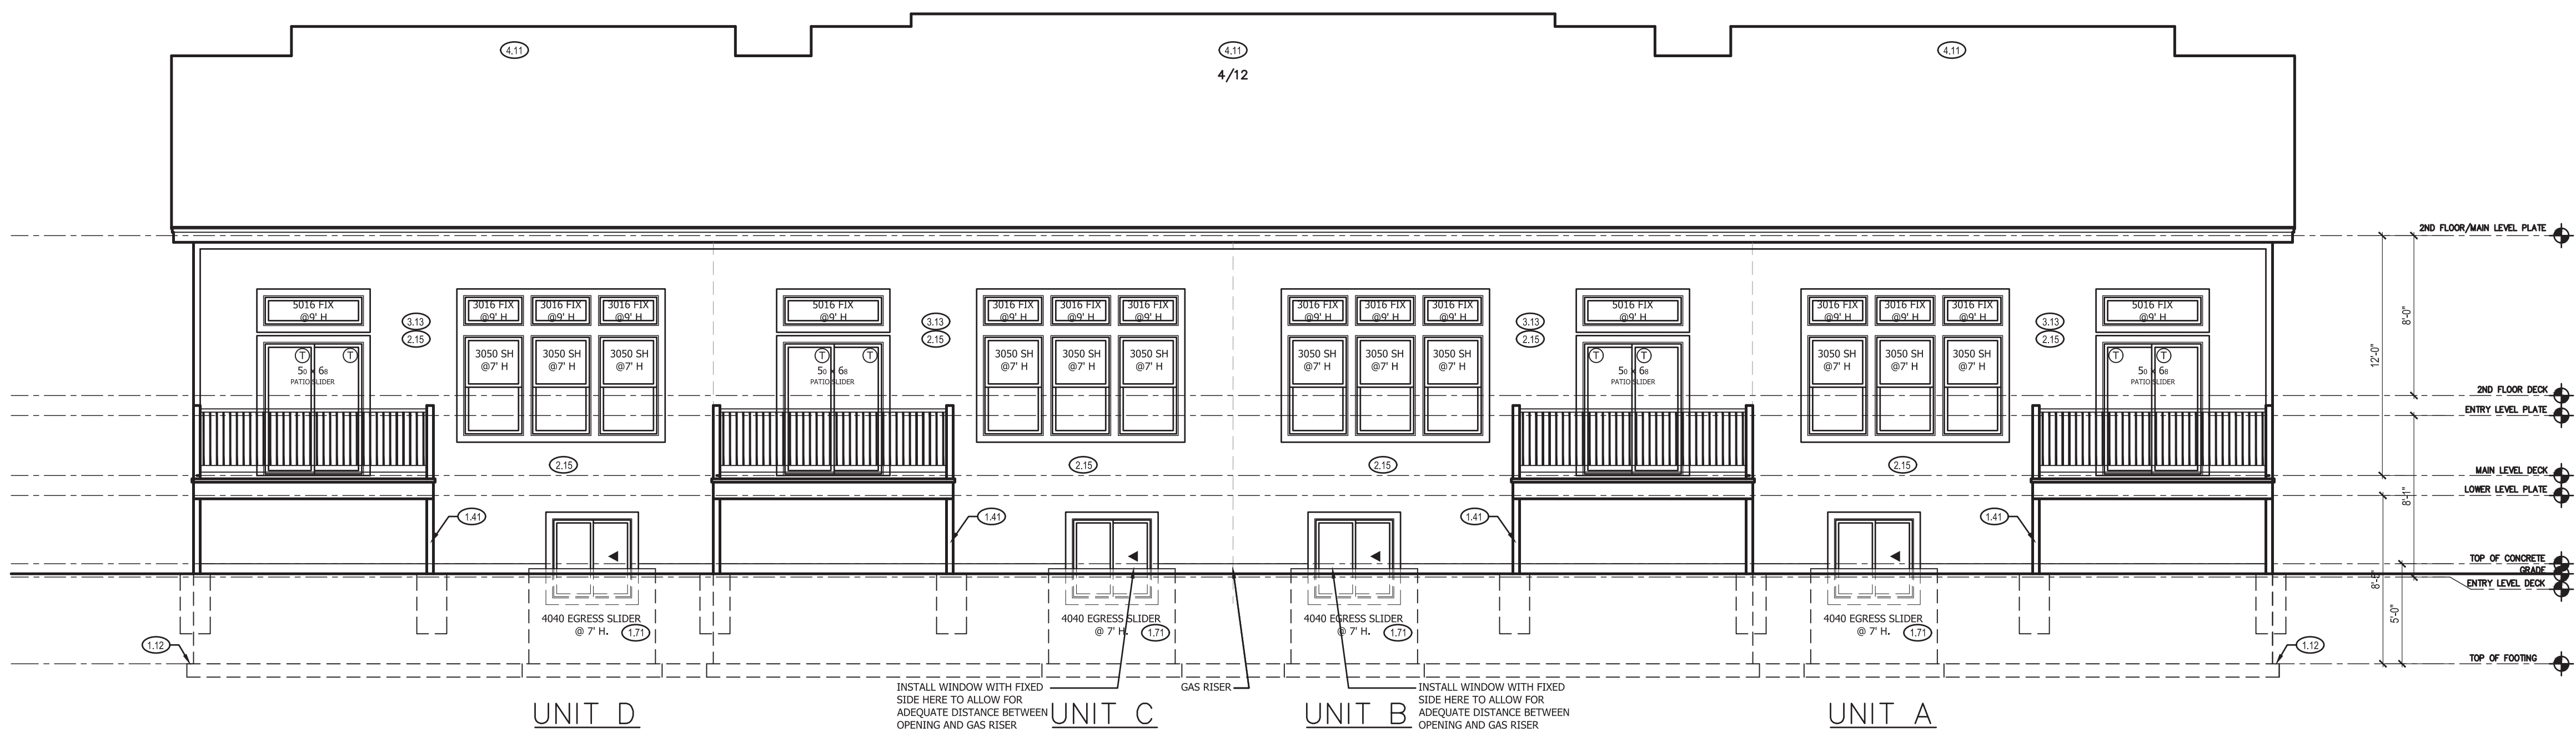 4.11
4.11
4.11
4/12
2ND FLOOR/MAIN LEVEL PLATE
5016 FIX
@9' H
3016 FIX
@9' H
3016 FIX
@9' H
3016 FIX
@9' H
5016 FIX
@9' H
3016 FIX
@9' H
3016 FIX
@9' H
3016 FIX
@9' H
3016 FIX
@9' H
3016 FIX
@9' H
3016 FIX
@9' H
5016 FIX
@9' H
3016 FIX
@9' H
3016 FIX
@9' H
3016 FIX
@9' H
5016 FIX
@9' H
3.13
2.15
3.13
2.15
3.13
2.15
3.13
2.15
8'-0"
12'-0"
T T
50 x 68
PATIO SLIDER
3050 SH
@7' H
3050 SH
@7' H
3050 SH
@7' H
T T
50 x 68
PATIO SLIDER
3050 SH
@7' H
3050 SH
@7' H
3050 SH
@7' H
3050 SH
@7' H
3050 SH
@7' H
3050 SH
@7' H
T T
50 x 68
PATIO SLIDER
3050 SH
@7' H
3050 SH
@7' H
3050 SH
@7' H
T T
50 x 68
PATIO SLIDER
2ND FLOOR DECK
ENTRY LEVEL PLATE
2.15
2.15
2.15
2.15
MAIN LEVEL DECK
LOWER LEVEL PLATE
8'-1"
1.41
1.41
1.41
1.41
TOP OF CONCRETE
GRADE
ENTRY LEVEL DECK
5'-0"
4040 EGRESS SLIDER
@ 7' H.
1.71
4040 EGRESS SLIDER
@ 7' H.
1.71
4040 EGRESS SLIDER
@ 7' H.
1.71
4040 EGRESS SLIDER
@ 7' H.
1.71
1.12
1.12
TOP OF FOOTING
INSTALL WINDOW WITH FIXED
SIDE HERE TO ALLOW FOR
ADEQUATE DISTANCE BETWEEN
OPENING AND GAS RISER
GAS RISER
INSTALL WINDOW WITH FIXED
SIDE HERE TO ALLOW FOR
ADEQUATE DISTANCE BETWEEN
OPENING AND GAS RISER
UNIT D
UNIT C
UNIT B
UNIT A